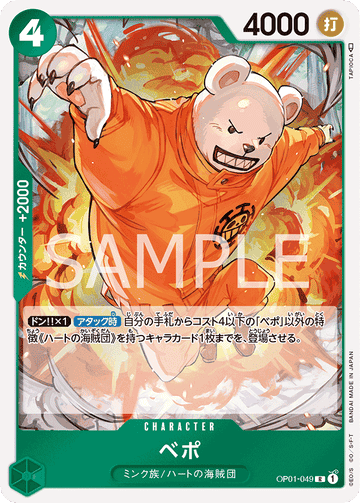 4
4000 打
TAPIOCA
カウンター +2000
SAMPLE
ドン!!×1 アタック時 自分の手札からコスト4以下の「ベポ」以外の特
徴《ハートの海賊団》を持つキャラカード1枚までを、登場させる。
CHARACTER
ベポ
ミンク族/ハートの海賊団
OP01-049 R 1
©E.O./S. ©O./S.・F・T BANDAI MADE IN JAPAN